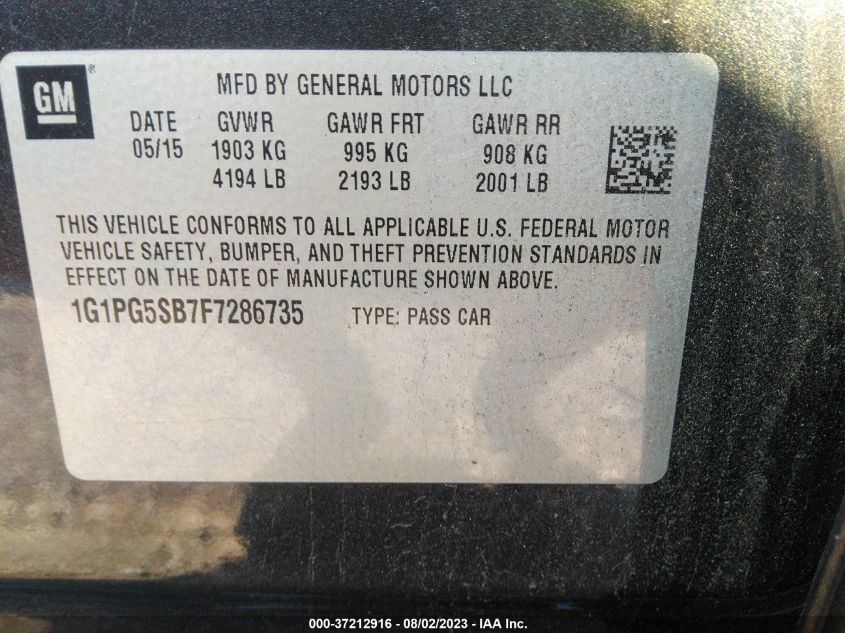 GM ®
MFD BY GENERAL MOTORS LLC
DATE GVWR GAWR FRT GAWR RR
05/15 1903 KG 995 KG 908 KG
4194 LB 2193 LB 2001 LB
THIS VEHICLE CONFORMS TO ALL APPLICABLE U.S. FEDERAL MOTOR
VEHICLE SAFETY, BUMPER, AND THEFT PREVENTION STANDARDS IN
EFFECT ON THE DATE OF MANUFACTURE SHOWN ABOVE.
1G1PG5SB7F7286735 TYPE: PASS CAR
000-37212916 - 08/02/2023 - IAA Inc.